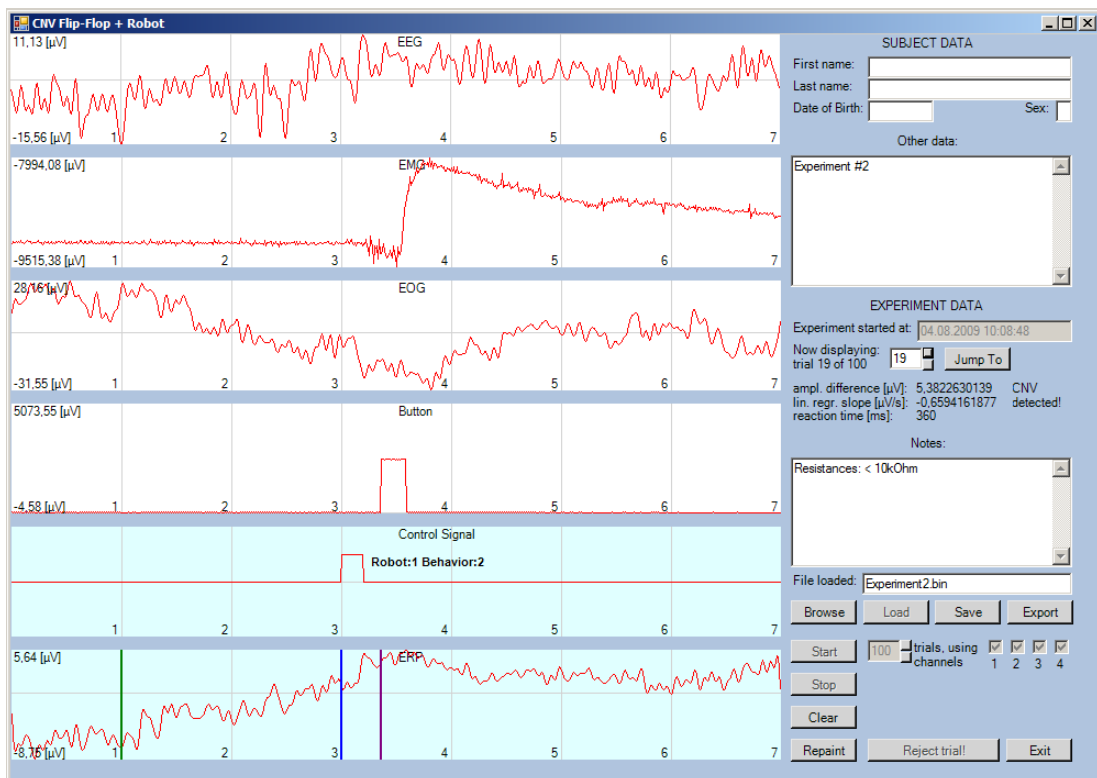 CNV Flip-Flop + Robot
11,13 [µV]
EEG
-15,56 [µV]
1 2 3 4 5 6 7
-7994,08 [µV]
EMG
-9515,38 [µV]
1 2 3 4 5 6 7
28,16 [µV]
EOG
-31,55 [µV]
1 2 3 4 5 6 7
5073,55 [µV]
Button
-4,58 [µV]
1 2 3 4 5 6 7
Control Signal
Robot:1 Behavior:2
1 2 3 4 5 6 7
5,64 [µV]
ERP
-8,75 [µV]
1 2 3 4 5 6 7
SUBJECT DATA
First name:
Last name:
Date of Birth: Sex:
Other data:
Experiment #2
EXPERIMENT DATA
Experiment started at: 04.08.2009 10:08:48
Now displaying:
trial 19 of 100 19 Jump To
ampl. difference [µV]: 5,3822630139 CNV
lin. regr. slope [µV/s]: -0,6594161877 detected!
reaction time [ms]: 360
Notes:
Resistances: < 10kOhm
File loaded: Experiment2.bin
Browse Load Save Export
Start 100 trials, using
channels 1 2 3 4
Stop
Clear
Repaint Reject trial! Exit